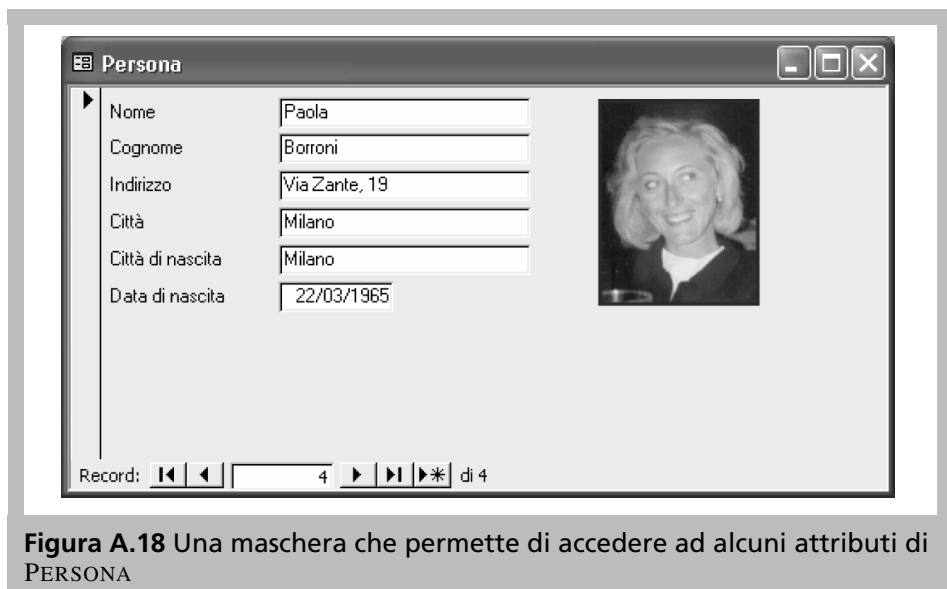 Persona
Nome
Paola
Cognome
Borroni
Indirizzo
Via Zante, 19
Città
Milano
Città di nascita
Milano
Data di nascita
22/03/1965
Record: 4 di 4
Figura A.18 Una maschera che permette di accedere ad alcuni attributi di
PERSONA